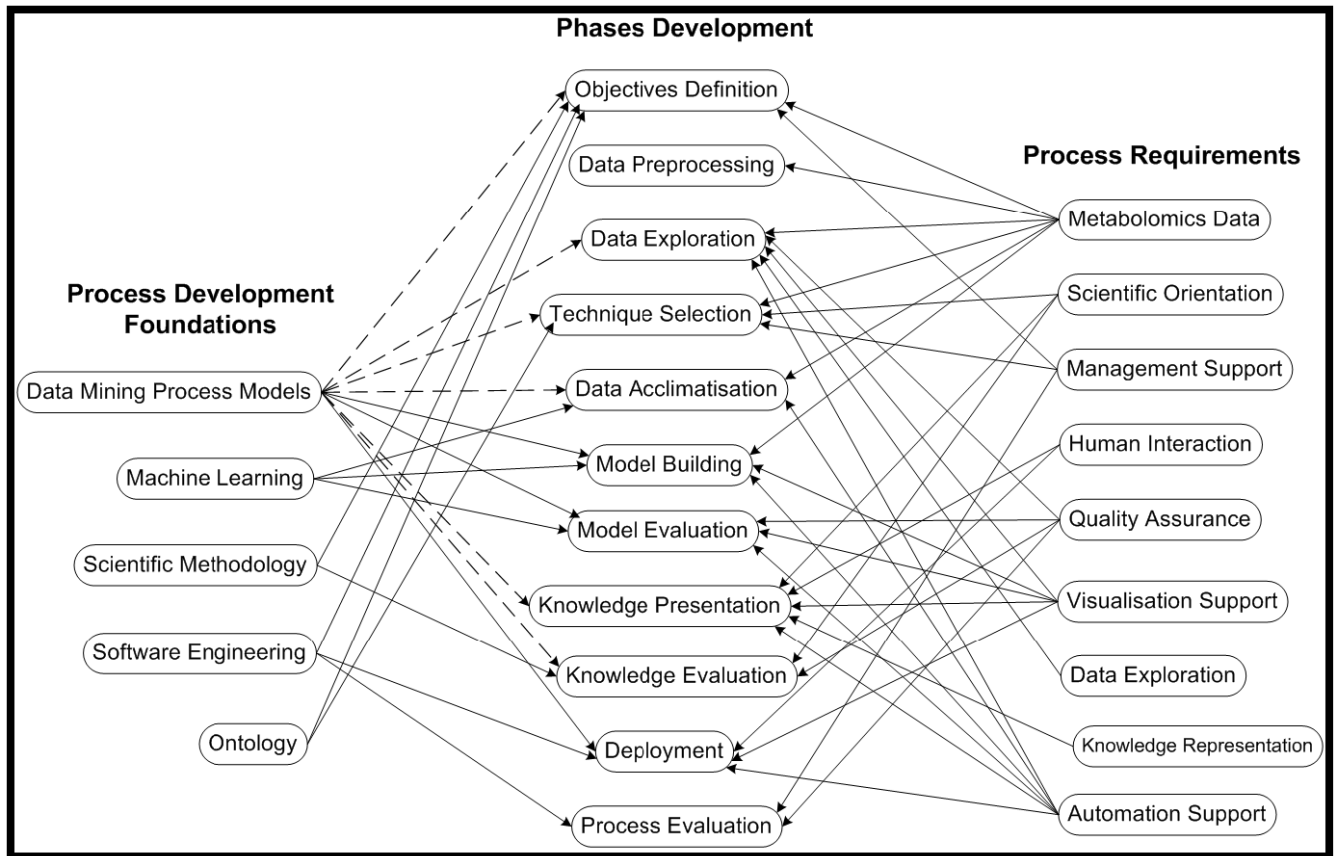 Phases Development
Objectives Definition
Data Preprocessing
Data Exploration
Technique Selection
Data Acclimatisation
Model Building
Model Evaluation
Knowledge Presentation
Knowledge Evaluation
Deployment
Process Evaluation
Process Development
Foundations
Data Mining Process Models
Machine Learning
Scientific Methodology
Software Engineering
Ontology
Process Requirements
Metabolomics Data
Scientific Orientation
Management Support
Human Interaction
Quality Assurance
Visualisation Support
Data Exploration
Knowledge Representation
Automation Support